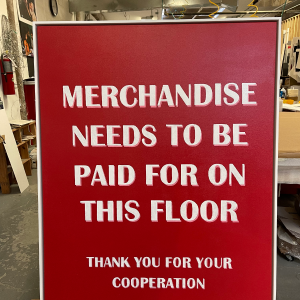 MERCHANDISE
NEEDS TO BE
PAID FOR ON
THIS FLOOR
THANK YOU FOR YOUR
COOPERATION